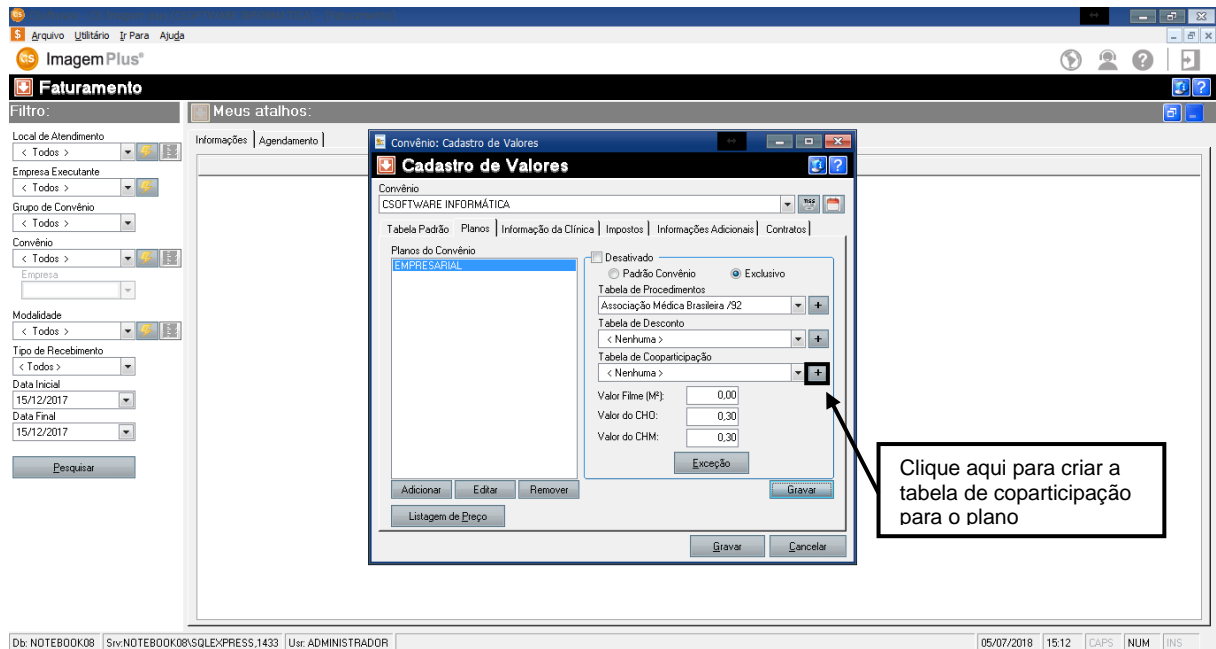 Arquivo Utilitário Ir Para Ajuda
ImagemPlus®
Faturamento
Filtro:
Meus atalhos:
Local de Atendimento
< Todos >
Empresa Executante
< Todos >
Grupo de Convênio
< Todos >
Convênio
< Todos >
Empresa
Modalidade
< Todos >
Tipo de Recebimento
< Todos >
Data Inicial
15/12/2017
Data Final
15/12/2017
Pesquisar
Informações Agendamento
Convênio: Cadastro de Valores
Cadastro de Valores
Convênio
CSOFTWARE INFORMÁTICA
Tabela Padrão Planos Informação da Clínica Impostos Informações Adicionais Contratos
Planos do Convênio
EMPRESARIAL
Desativado
Padrão Convênio Exclusivo
Tabela de Procedimentos
Associação Médica Brasileira /92
Tabela de Desconto
< Nenhuma >
Tabela de Cooparticipação
< Nenhuma >
Valor Filme (M²): 0,00
Valor do CHO: 0,30
Valor do CHM: 0,30
Exceção
Adicionar Editar Remover
Gravar
Listagem de Preço
Gravar Cancelar
Clique aqui para criar a
tabela de coparticipação
para o plano
Db: NOTEBOOK08 Srv:NOTEBOOK08\SQLEXPRESS,1433 Usr: ADMINISTRADOR 05/07/2018 15:12 CAPS NUM INS